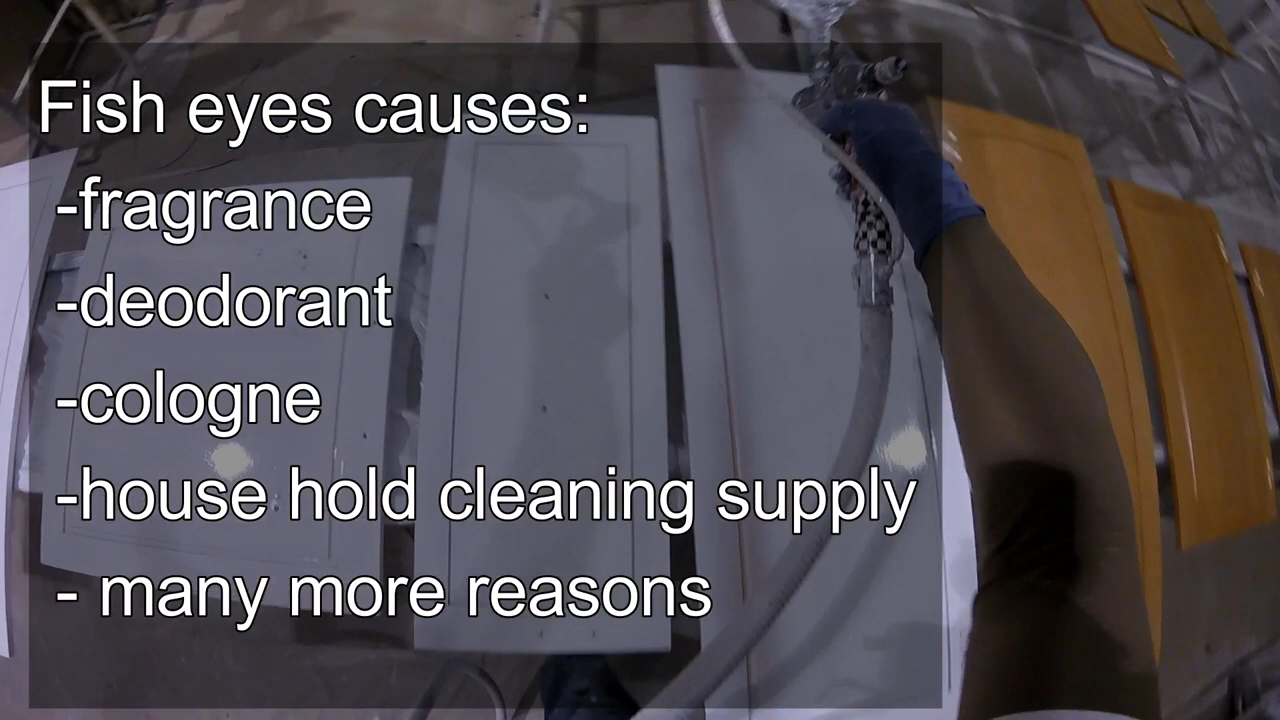 Fish eyes causes:
-fragrance
-deodorant
-cologne
-house hold cleaning supply
- many more reasons